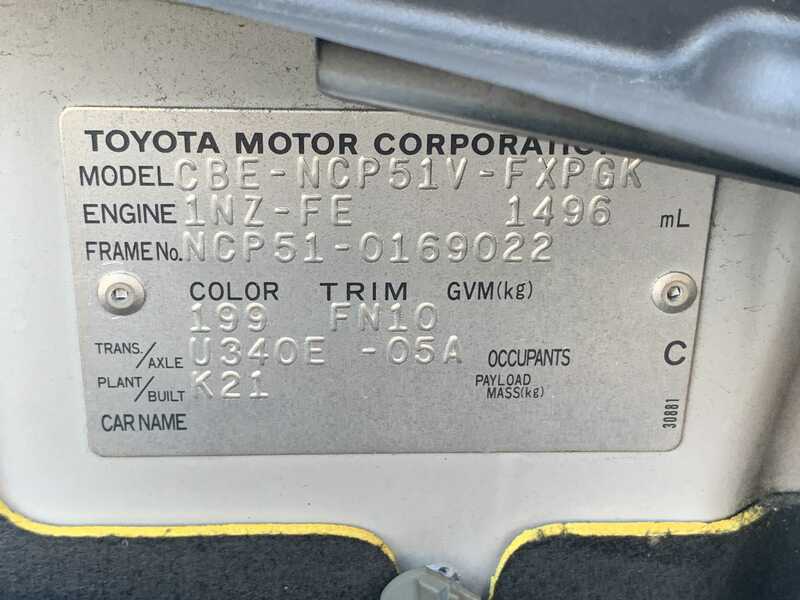 TOYOTA MOTOR CORPORATION
MODEL CBE-NCP51V-FXPGK
ENGINE 1NZ-FE 1496 mL
FRAME No. NCP51-0169022
COLOR TRIM GVM(kg)
199 FN10
TRANS./AXLE U340E -05A OCCUPANTS C
PLANT/BUILT K21 PAYLOAD MASS(kg)
CAR NAME
30881